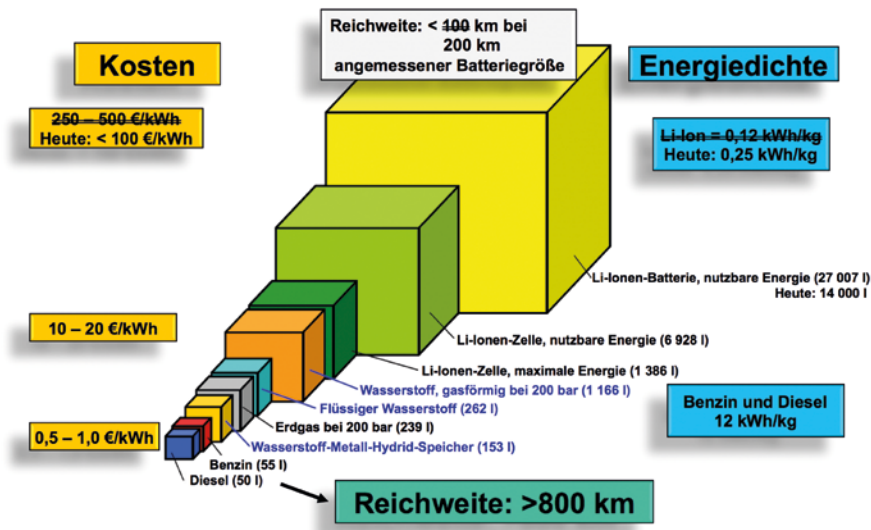 Reichweite: < 100 km bei
200 km
angemessener Batteriegröße
Kosten
Energiedichte
250 – 500 €/kWh
Heute: < 100 €/kWh
Li-Ion = 0,12 kWh/kg
Heute: 0,25 kWh/kg
Li-Ionen-Batterie, nutzbare Energie (27 007 l)
Heute: 14 000 l
10 – 20 €/kWh
Li-Ionen-Zelle, nutzbare Energie (6 928 l)
Li-Ionen-Zelle, maximale Energie (1 386 l)
Wasserstoff, gasförmig bei 200 bar (1 166 l)
Flüssiger Wasserstoff (262 l)
Erdgas bei 200 bar (239 l)
Benzin und Diesel
12 kWh/kg
0,5 – 1,0 €/kWh
Wasserstoff-Metall-Hydrid-Speicher (153 l)
Benzin (55 l)
Diesel (50 l)
Reichweite: >800 km